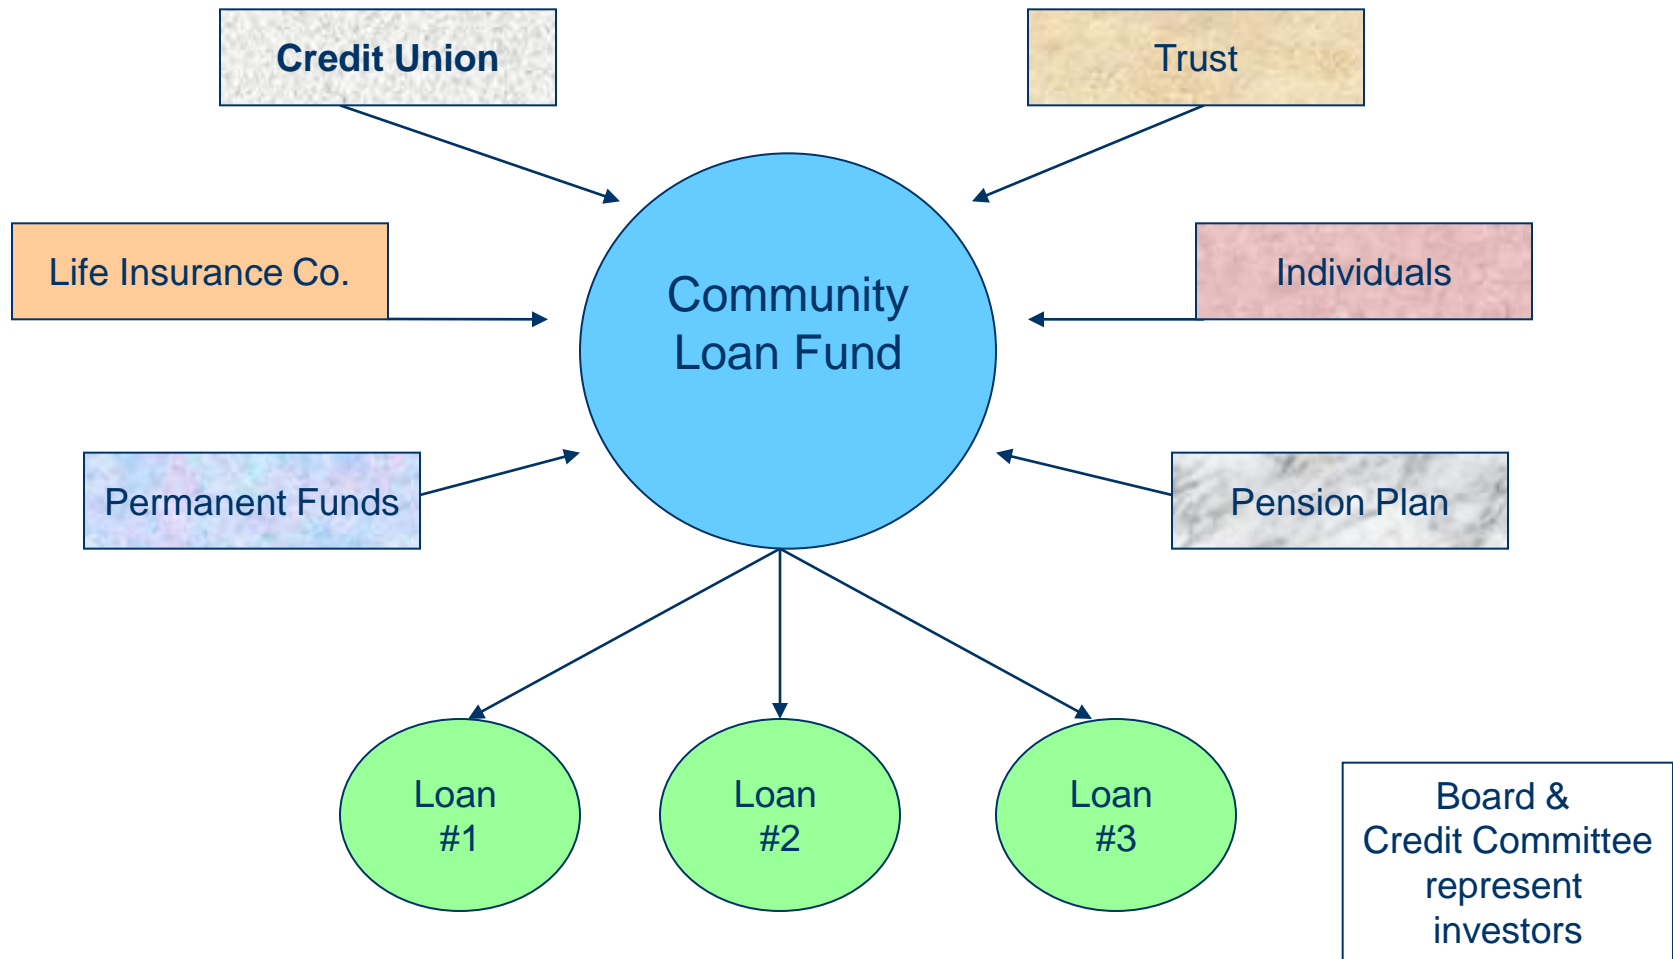 Credit Union
Trust
Life Insurance Co.
Community
Loan Fund
Individuals
Permanent Funds
Pension Plan
Loan
#1
Loan
#2
Loan
#3
Board &
Credit Committee
represent
investors